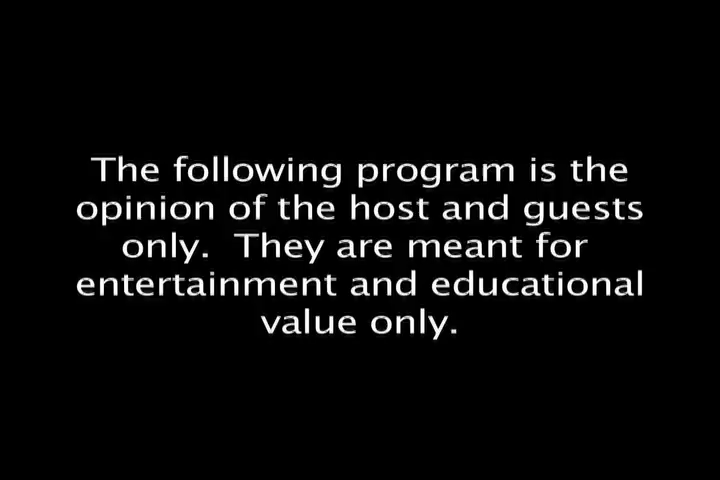 The following program is the
opinion of the host and guests
only.  They are meant for
entertainment and educational
value only.